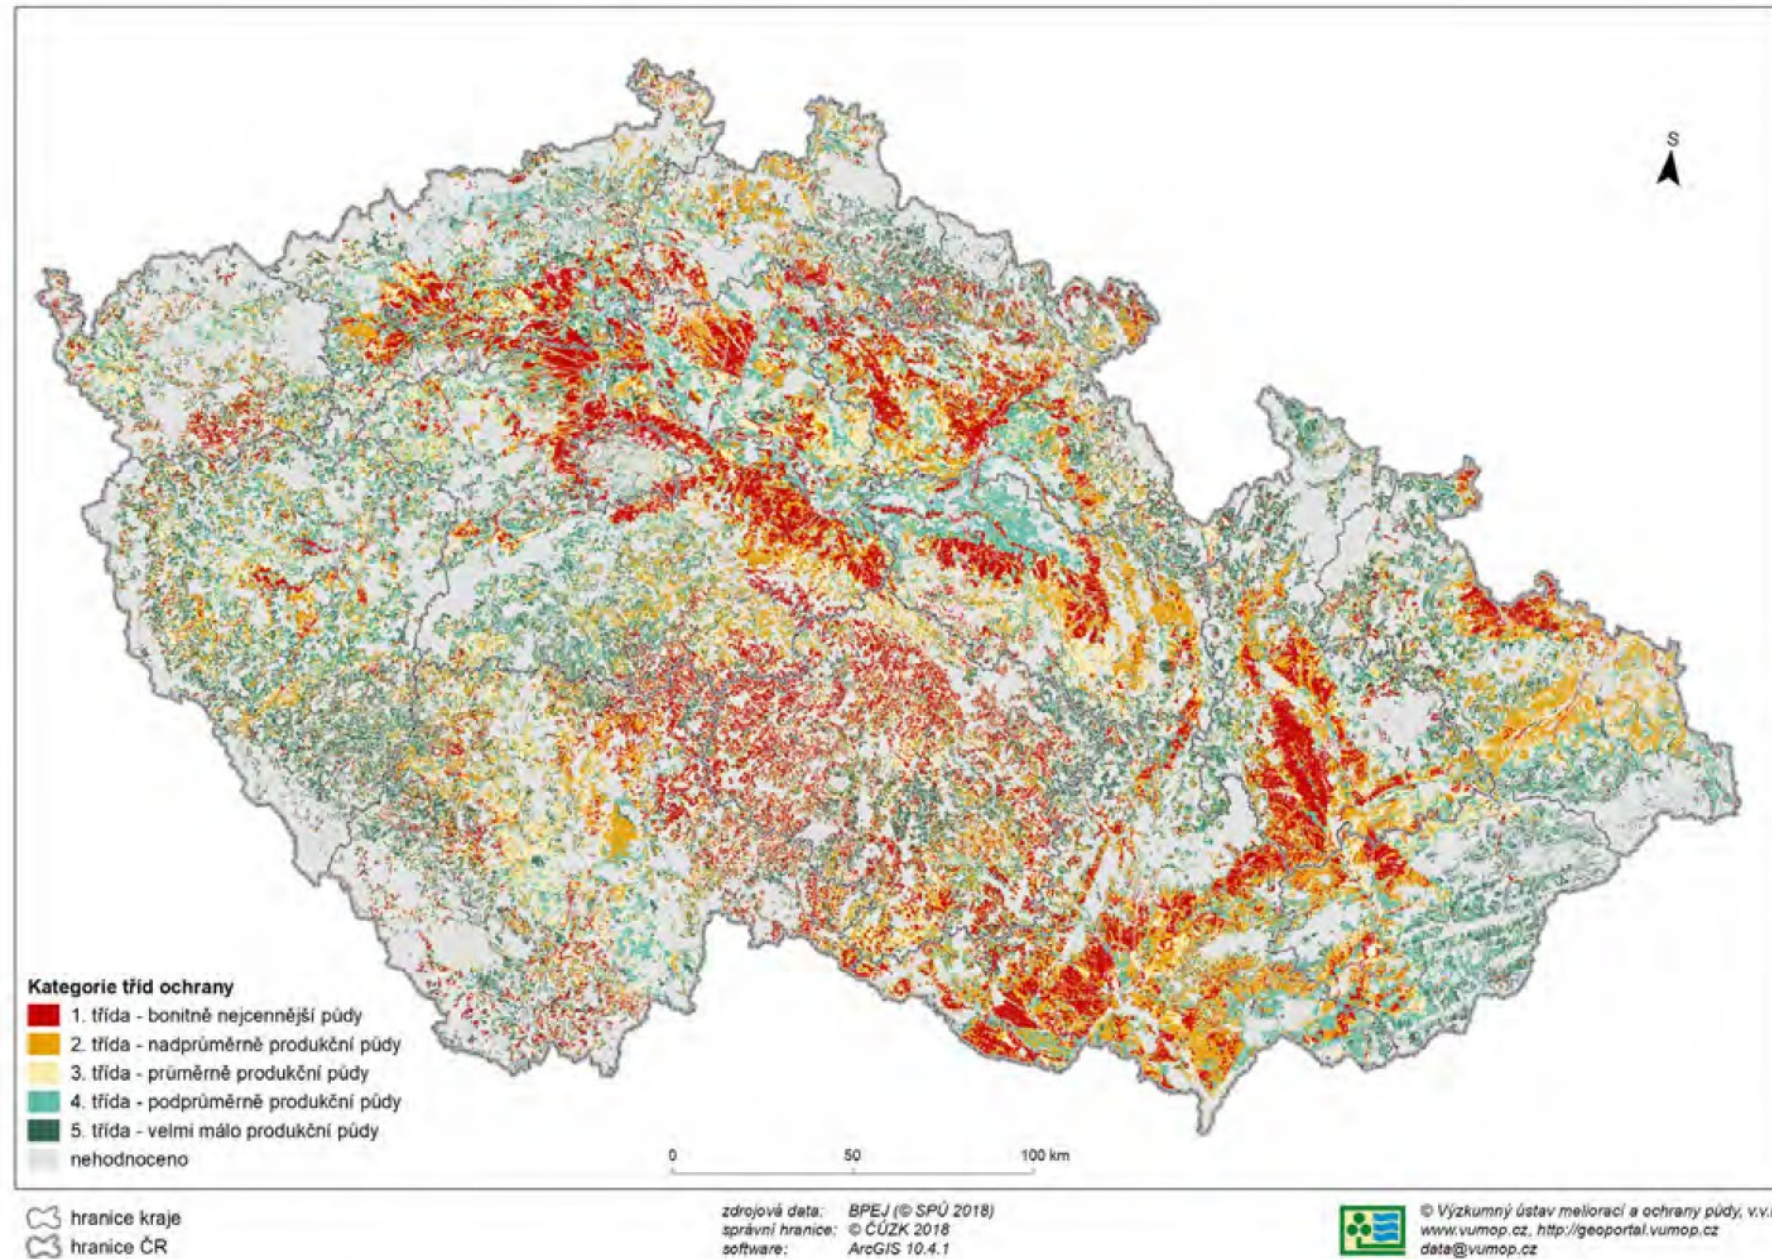 S
Kategorie tříd ochrany
1. třída - bonitně nejcennější půdy
2. třída - nadprůměrně produkční půdy
3. třída - průměrně produkční půdy
4. třída - podprůměrně produkční půdy
5. třída - velmi málo produkční půdy
nehodnoceno
0 50 100 km
hranice kraje
hranice ČR
zdrojová data: BPEJ (© SPÚ 2018)
správní hranice: © ČÚZK 2018
software: ArcGIS 10.4.1
© Výzkumný ústav meliorací a ochrany půdy, v.v.i
www.vumop.cz, http://geoportal.vumop.cz
data@vumop.cz